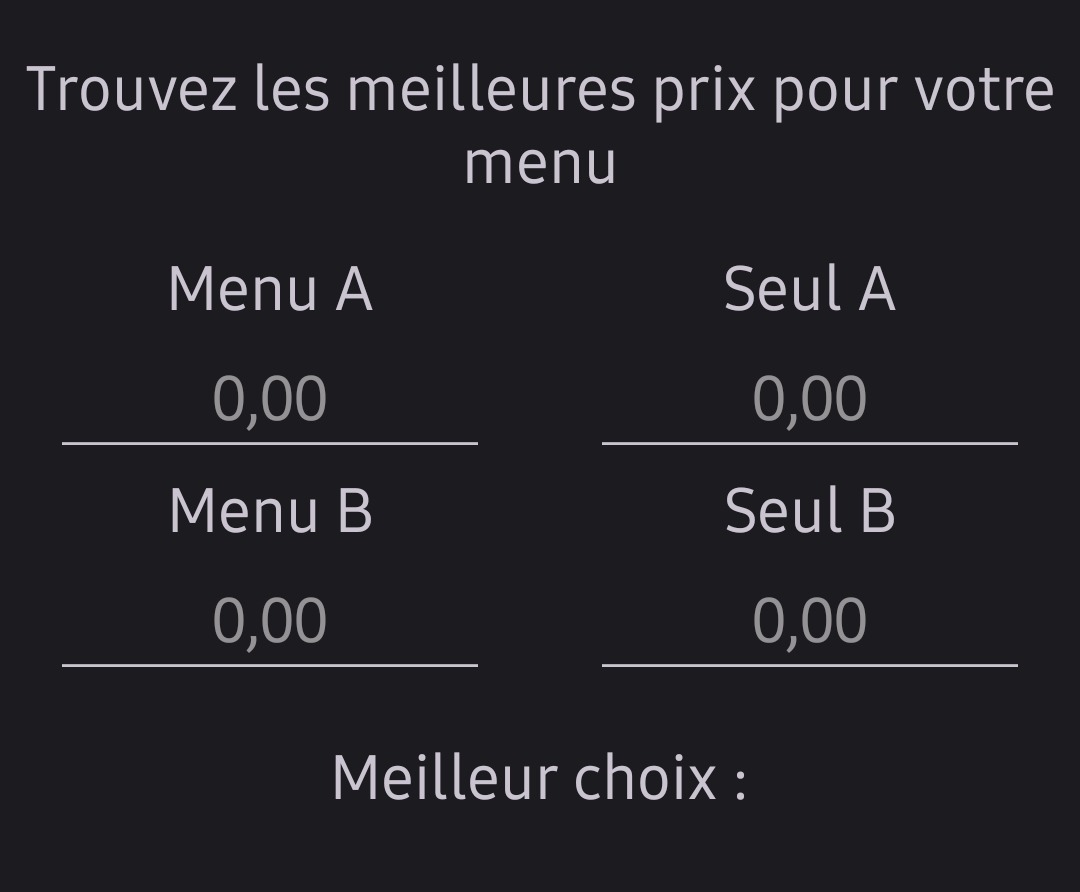 Trouvez les meilleures prix pour votre
menu
Menu A Seul A
0,00 0,00
Menu B Seul B
0,00 0,00
Meilleur choix :